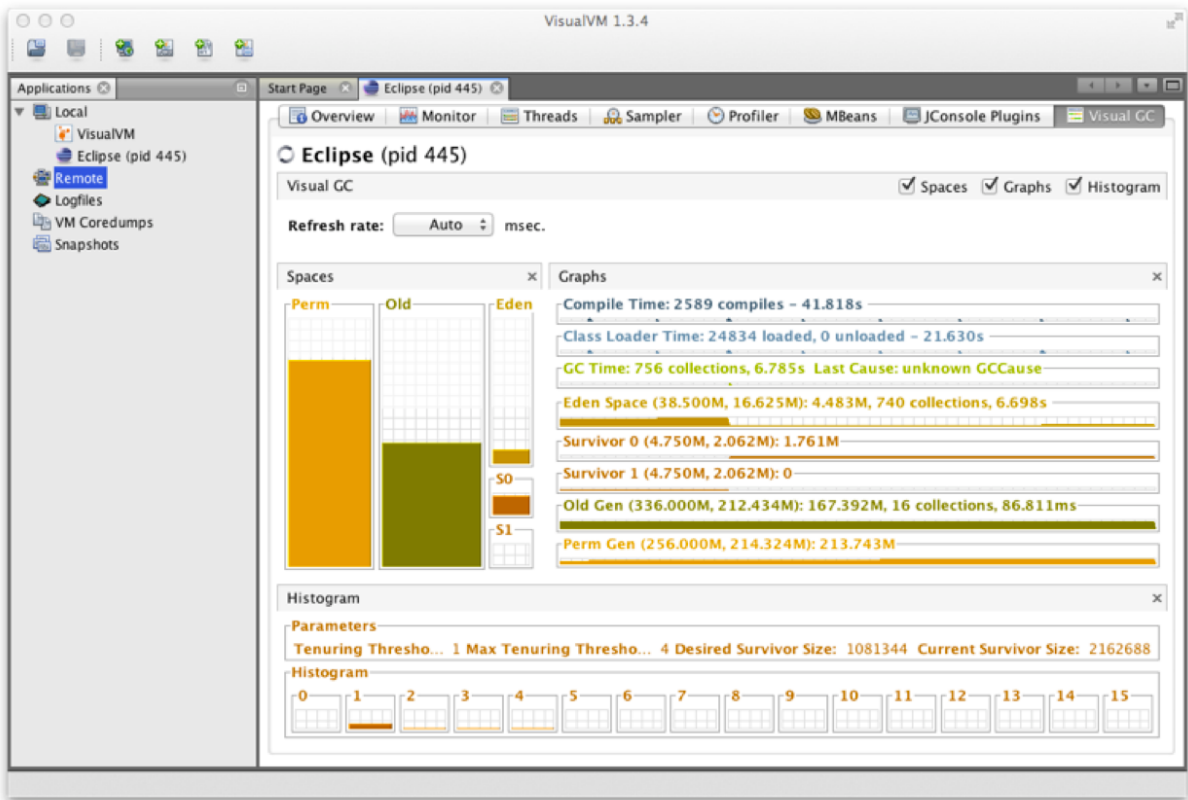 VisualVM 1.3.4
Applications
Local
VisualVM
Eclipse (pid 445)
Remote
Logfiles
VM Coredumps
Snapshots
Start Page
Eclipse (pid 445)
Overview Monitor Threads Sampler Profiler MBeans JConsole Plugins Visual GC
Eclipse (pid 445)
Visual GC Spaces Graphs Histogram
Refresh rate: Auto msec.
Spaces
Perm Old Eden
S0
S1
Graphs
Compile Time: 2589 compiles - 41.818s
Class Loader Time: 24834 loaded, 0 unloaded - 21.630s
GC Time: 756 collections, 6.785s Last Cause: unknown GCCause
Eden Space (38.500M, 16.625M): 4.483M, 740 collections, 6.698s
Survivor 0 (4.750M, 2.062M): 1.761M
Survivor 1 (4.750M, 2.062M): 0
Old Gen (336.000M, 212.434M): 167.392M, 16 collections, 86.811ms
Perm Gen (256.000M, 214.324M): 213.743M
Histogram
Parameters
Tenuring Thresho... 1 Max Tenuring Thresho... 4 Desired Survivor Size: 1081344 Current Survivor Size: 2162688
Histogram
0 1 2 3 4 5 6 7 8 9 10 11 12 13 14 15